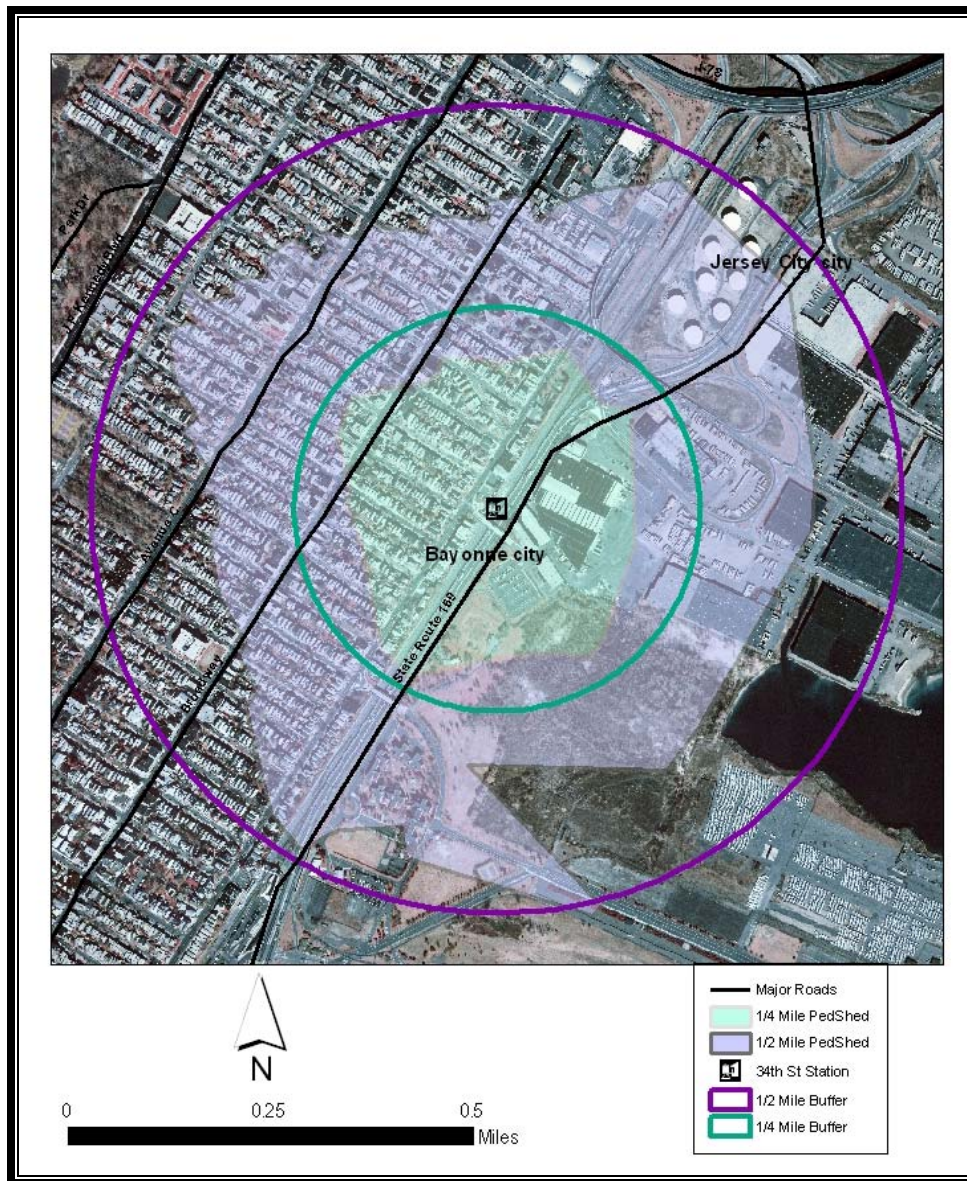 I-78
Park Dr
J F Kennedy Blvd
Jersey City city
Avenue C
Bayonne city
State Route 169
Broadway
Major Roads
1/4 Mile PedShed
1/2 Mile PedShed
34th St Station
1/2 Mile Buffer
1/4 Mile Buffer
N
0 0.25 0.5
Miles